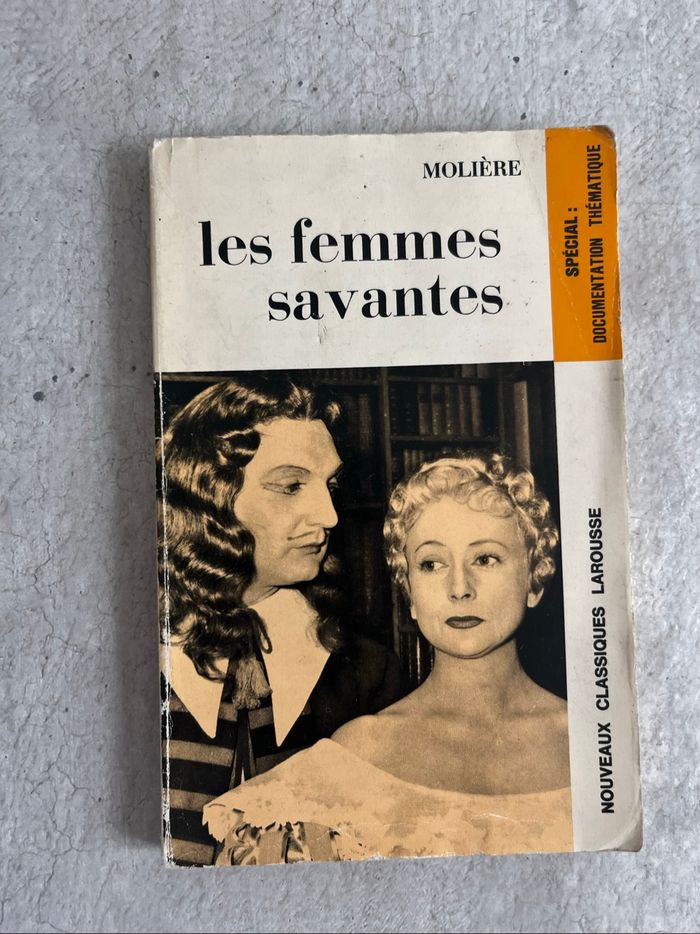 MOLIÈRE
les femmes
savantes
SPÉCIAL :
DOCUMENTATION THÉMATIQUE
NOUVEAUX CLASSIQUES LAROUSSE